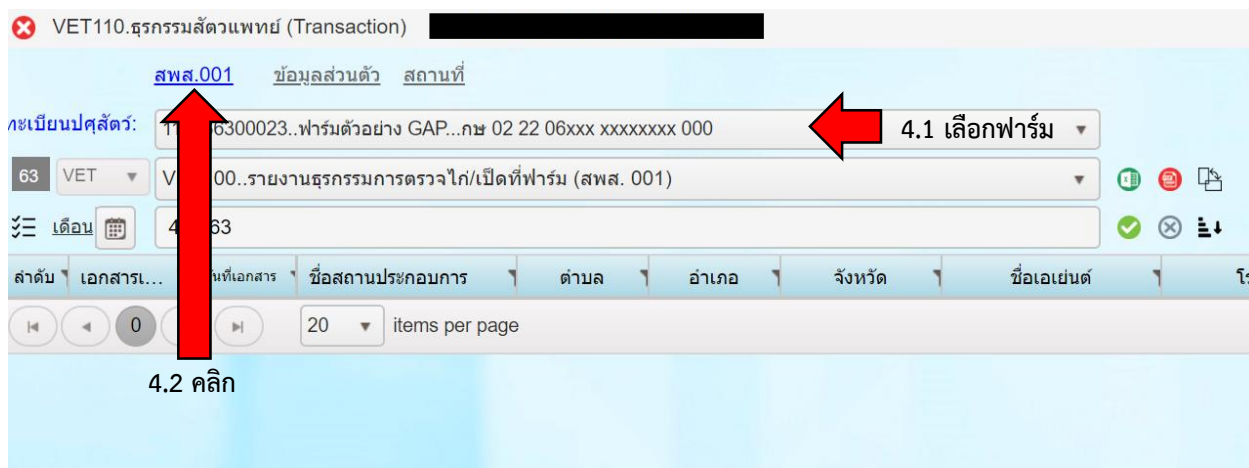 VET110.ธุรกรรมสัตวแพทย์ (Transaction)
สพส.001 ข้อมูลส่วนตัว สถานที่
ทะเบียนปศุสัตว์: 6300023..ฟาร์มตัวอย่าง GAP...กษ 02 22 06xxx xxxxxxxx 000 4.1 เลือกฟาร์ม
63 VET V 00..รายงานธุรกรรมการตรวจไก่/เป็ดที่ฟาร์ม (สพส. 001)
เดือน 4 63
ลำดับ เอกสารเ... วันที่เอกสาร ชื่อสถานประกอบการ ตำบล อำเภอ จังหวัด ชื่อเอเย่นต์
0 20 items per page
4.2 คลิก